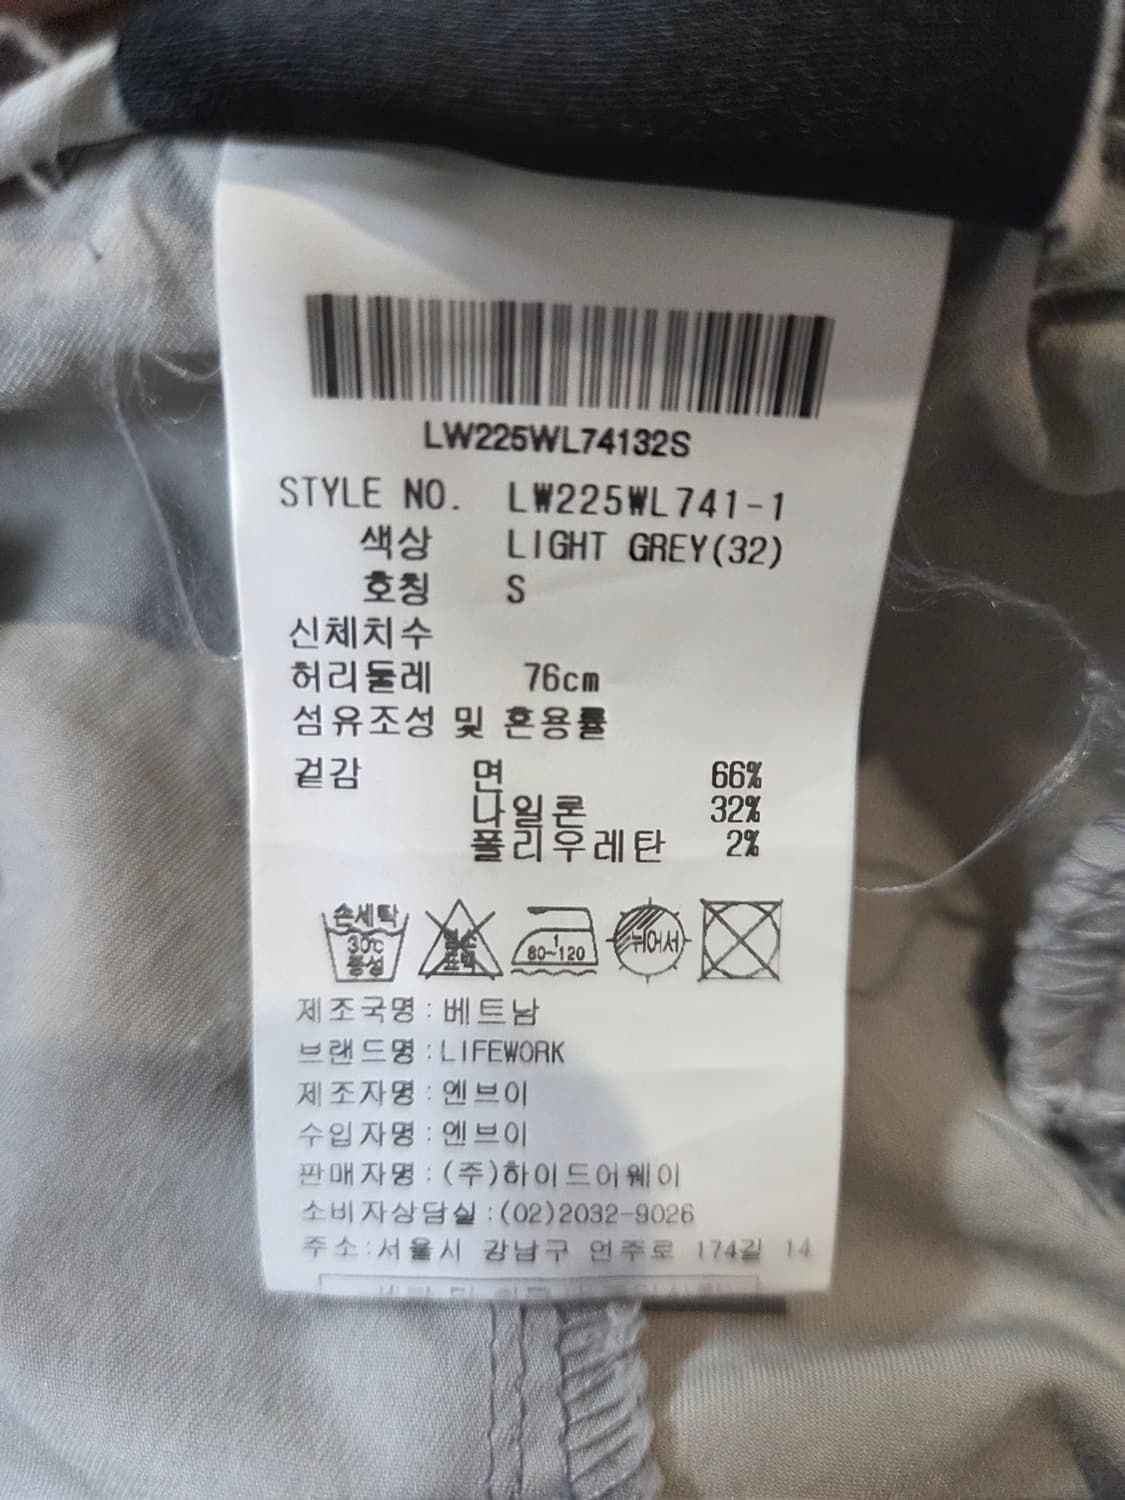 LW225WL74132S
STYLE NO. LW225WL741-1
색상 LIGHT GREY(32)
호칭 S
신체치수
허리둘레 76cm
섬유조성 및 혼용률
겉감 면 66%
나일론 32%
폴리우레탄 2%
손세탁
30℃
중성
염소
표백
1
80~120
뉘어서
제조국명 : 베트남
브랜드명 : LIFEWORK
제조자명 : 엔브이
수입자명 : 엔브이
판매자명 : (주)하이드어웨이
소비자상담실 : (02)2032-9026
주소 : 서울시 강남구 언주로 174길 14